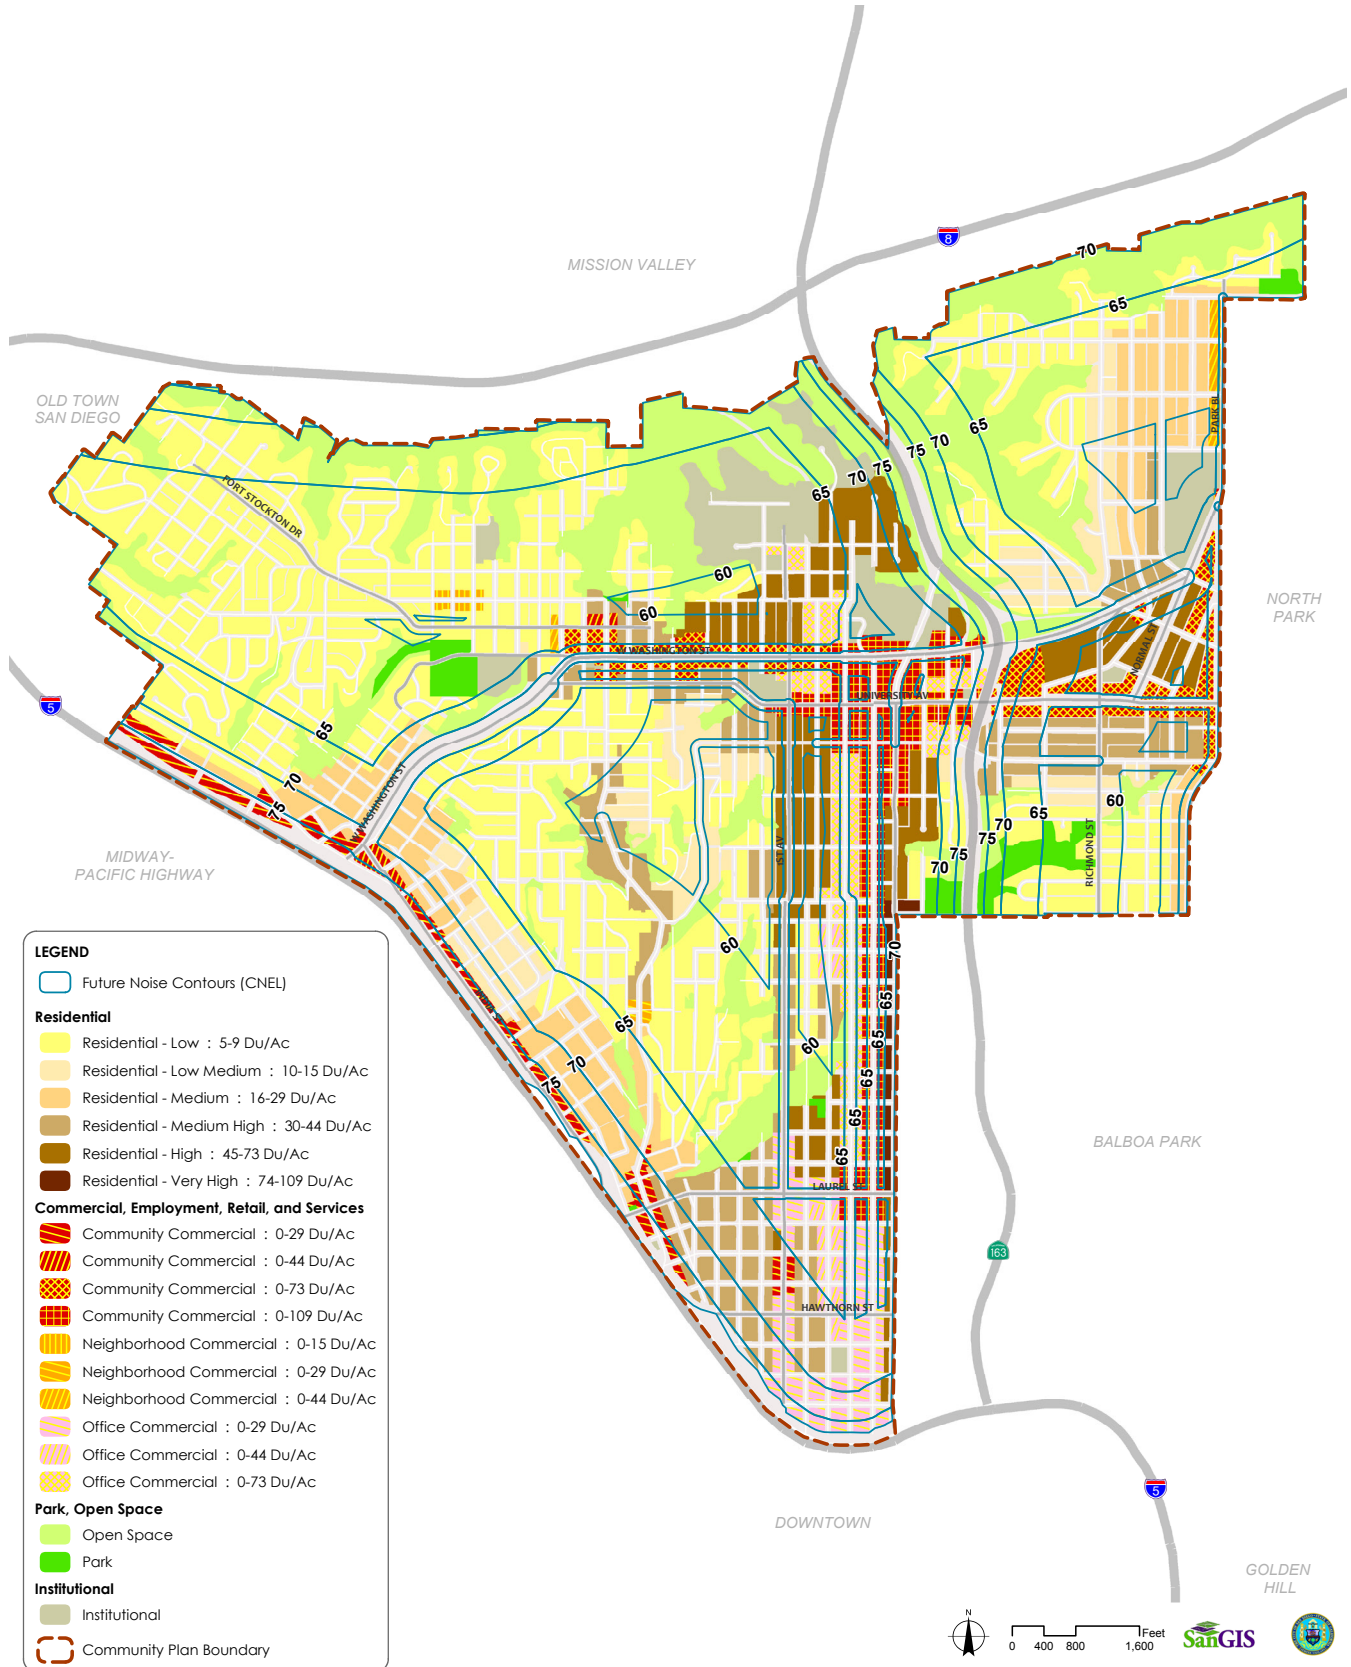 8
MISSION VALLEY
70
65
OLD TOWN
SAN DIEGO
PARK BL
65
70
75
75
70
65
FORT STOCKTON DR
60
60
NORTH
PARK
W WASHINGTON ST
NORMAL ST
UNIVERSITY AV
5
65
70
75
W WASHINGTON ST
60
65
70
75
75
70
1ST AV
RICHMOND ST
MIDWAY-
PACIFIC HIGHWAY
60
70
65
65
65
60
65
70
75
65
65
BALBOA PARK
LAUREL ST
163
HAWTHORN ST
5
DOWNTOWN
GOLDEN
HILL
LEGEND
Future Noise Contours (CNEL)
Residential
Residential - Low : 5-9 Du/Ac
Residential - Low Medium : 10-15 Du/Ac
Residential - Medium : 16-29 Du/Ac
Residential - Medium High : 30-44 Du/Ac
Residential - High : 45-73 Du/Ac
Residential - Very High : 74-109 Du/Ac
Commercial, Employment, Retail, and Services
Community Commercial : 0-29 Du/Ac
Community Commercial : 0-44 Du/Ac
Community Commercial : 0-73 Du/Ac
Community Commercial : 0-109 Du/Ac
Neighborhood Commercial : 0-15 Du/Ac
Neighborhood Commercial : 0-29 Du/Ac
Neighborhood Commercial : 0-44 Du/Ac
Office Commercial : 0-29 Du/Ac
Office Commercial : 0-44 Du/Ac
Office Commercial : 0-73 Du/Ac
Park, Open Space
Open Space
Park
Institutional
Institutional
Community Plan Boundary
N
0 400 800 1,600 Feet
SanGIS